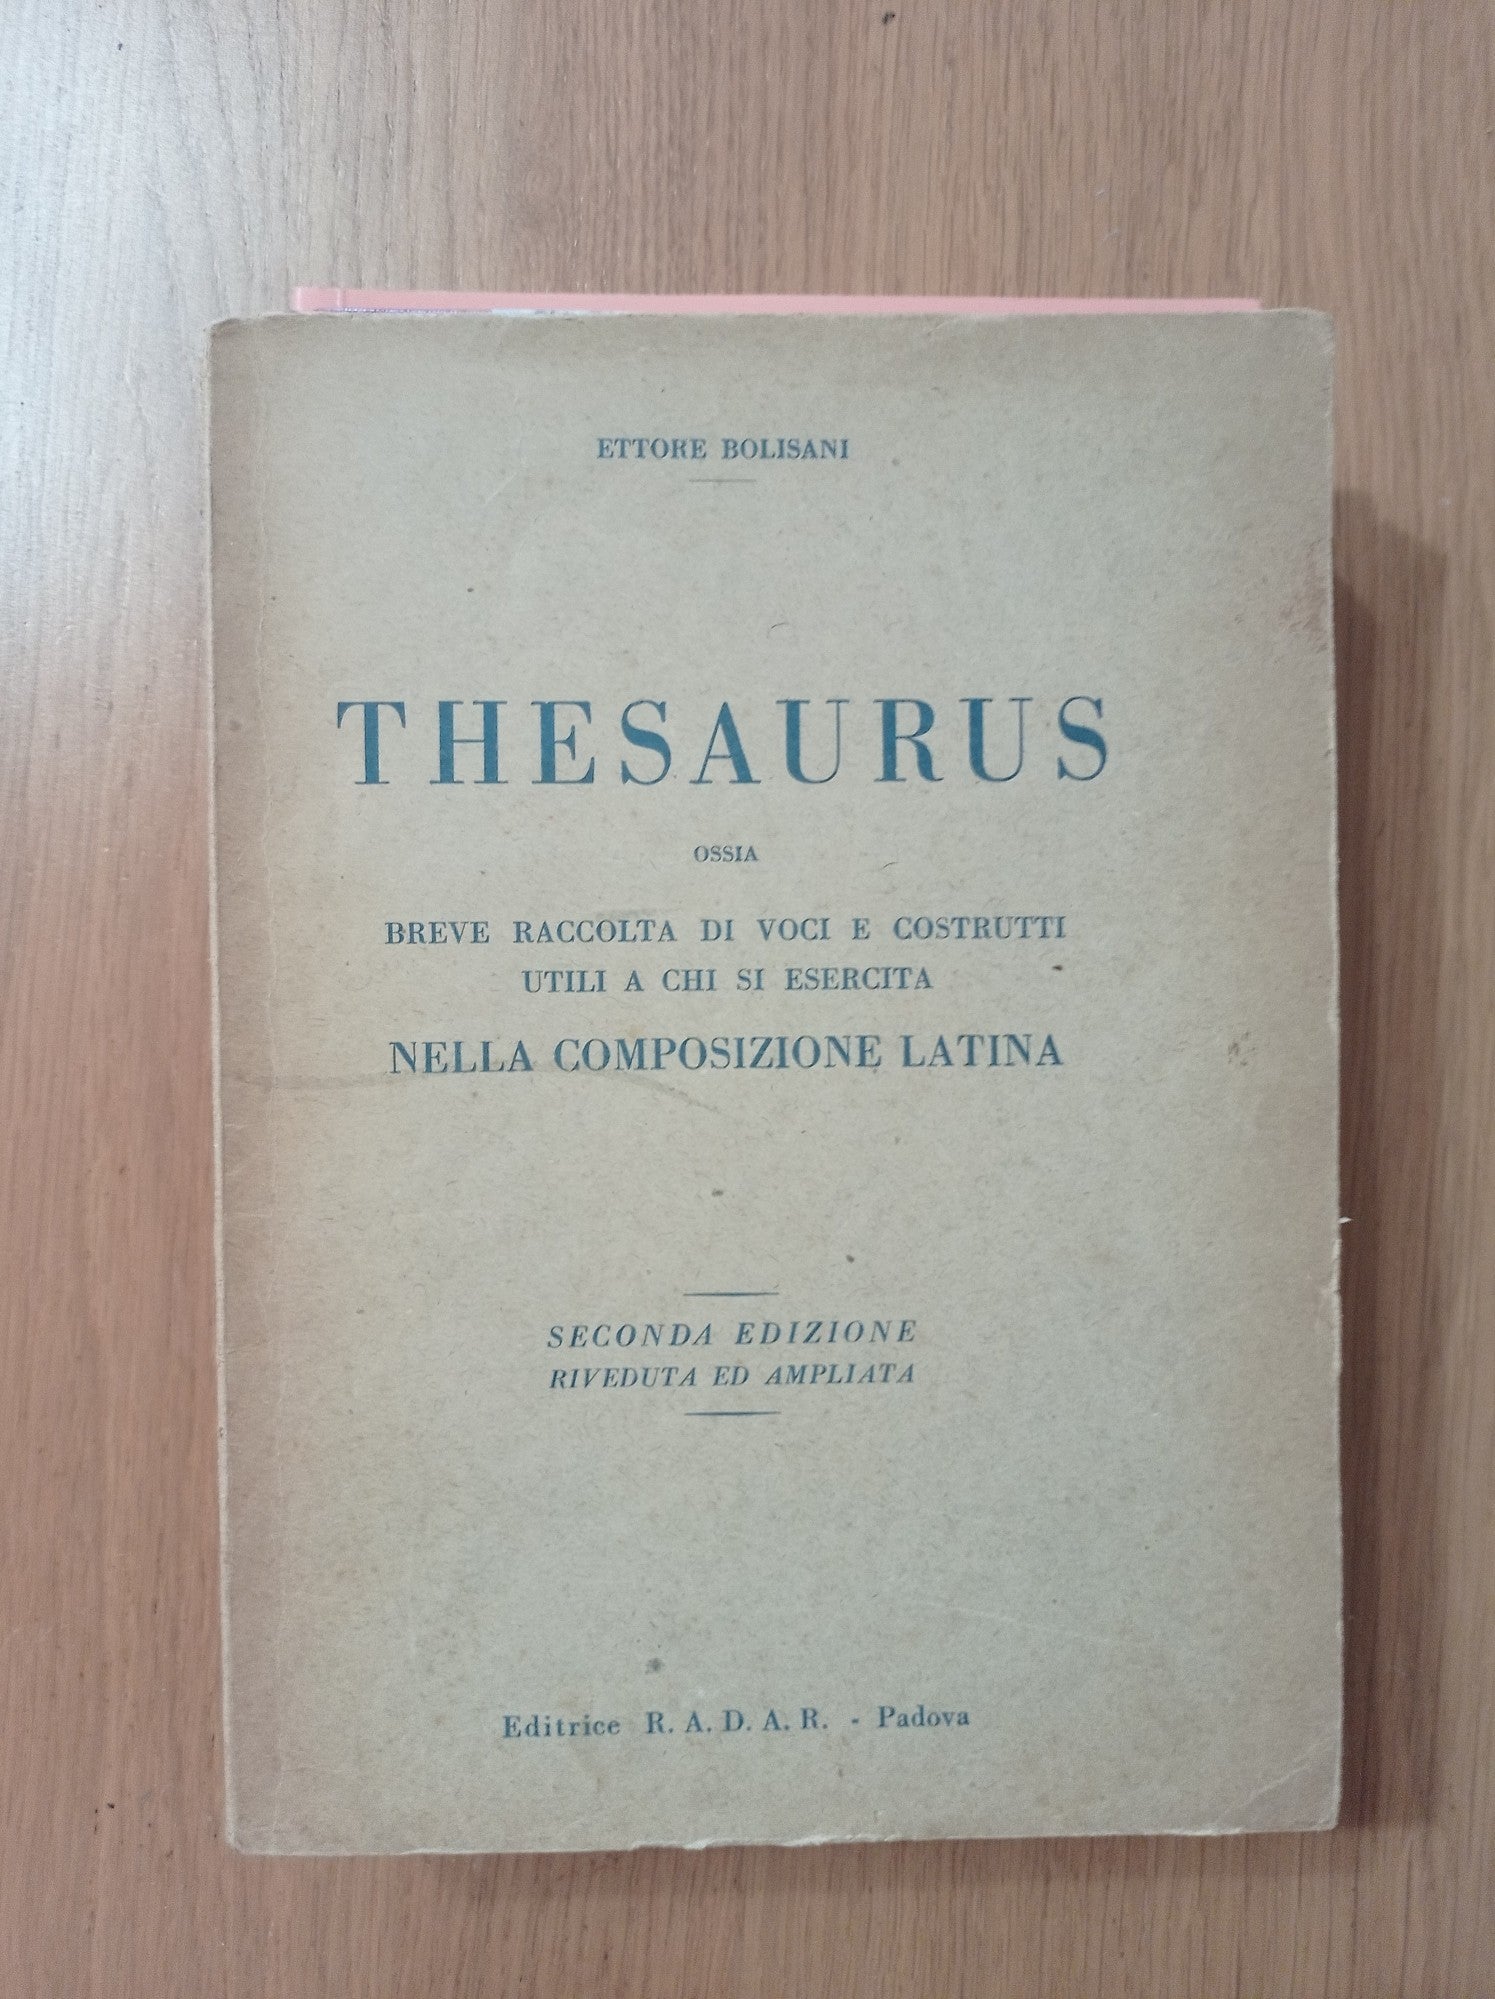 ETTORE BOLISANI
THESAURUS
OSSIA
BREVE RACCOLTA DI VOCI E COSTRUTTI
UTILI A CHI SI ESERCITA
NELLA COMPOSIZIONE LATINA
SECONDA EDIZIONE
RIVEDUTA ED AMPLIATA
Editrice R. A. D. A. R. - Padova